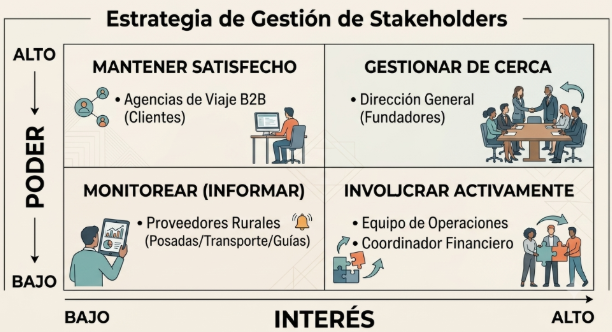 Estrategia de Gestión de Stakeholders
ALTO
PODER
BAJO
MANTENER SATISFECHO
• Agencias de Viaje B2B
(Clientes)
GESTIONAR DE CERCA
• Dirección General
(Fundadores)
MONITOREAR (INFORMAR)
• Proveedores Rurales
(Posadas/Transporte/Guías)
INVOLJCRAR ACTIVAMENTE
• Equipo de Operaciones
• Coordinador Financiero
BAJO
INTERÉS
ALTO